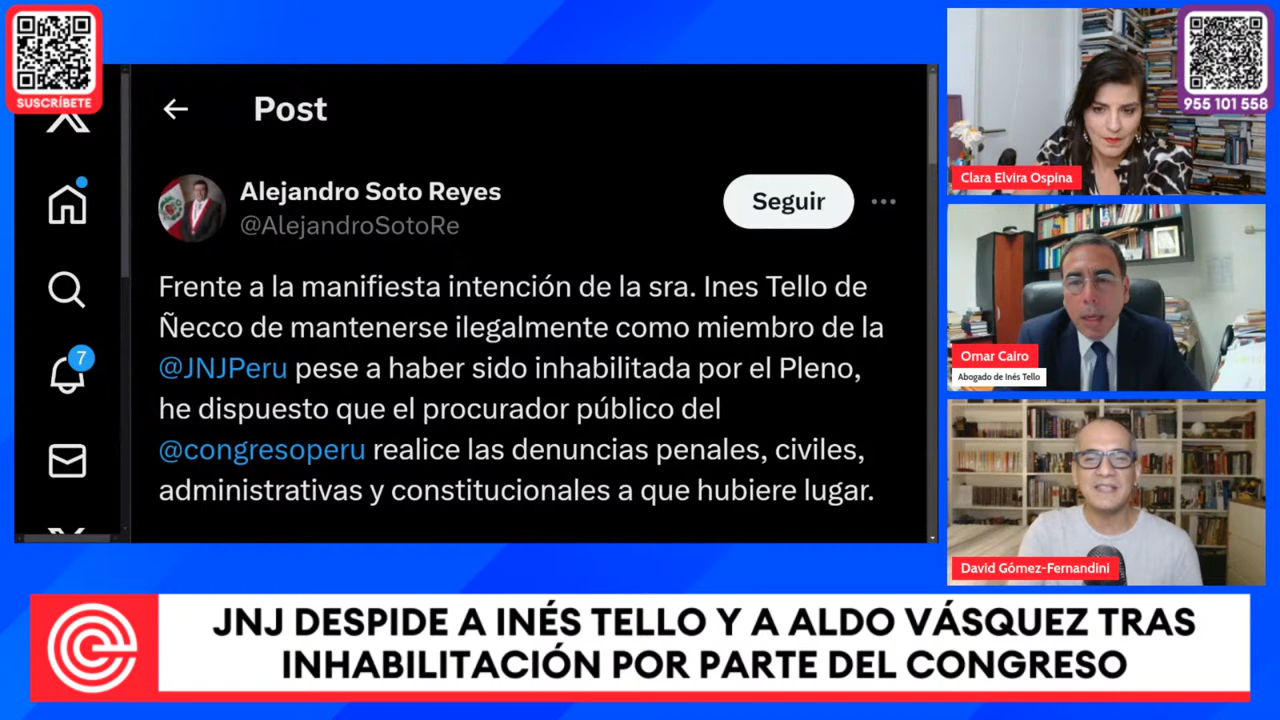 SUSCRÍBETE
Post
Alejandro Soto Reyes
@AlejandroSotoRe
Seguir
Frente a la manifiesta intención de la sra. Ines Tello de
Ñecco de mantenerse ilegalmente como miembro de la
@JNJPeru pese a haber sido inhabilitada por el Pleno,
he dispuesto que el procurador público del
@congresoperu realice las denuncias penales, civiles,
administrativas y constitucionales a que hubiere lugar.
7
955 101 558
Clara Elvira Ospina
Omar Cairo
Abogado de Inés Tello
David Gómez-Fernandini
JNJ DESPIDE A INÉS TELLO Y A ALDO VÁSQUEZ TRAS
INHABILITACIÓN POR PARTE DEL CONGRESO